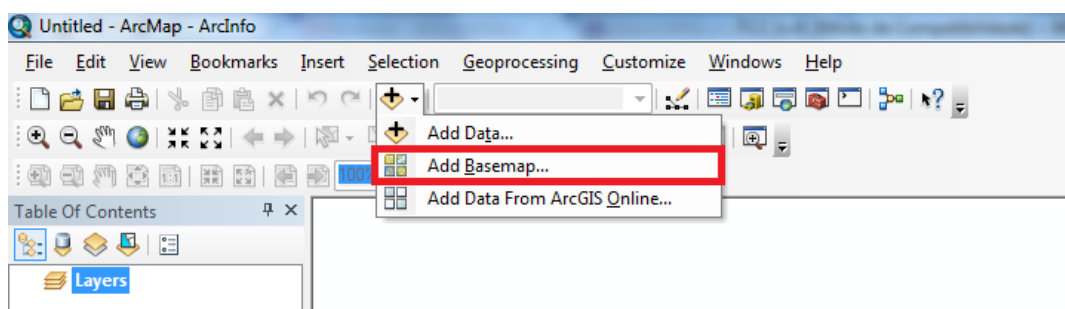 Untitled - ArcMap - ArcInfo
File Edit View Bookmarks Insert Selection Geoprocessing Customize Windows Help
Add Data...
Add Basemap...
100%
Add Data From ArcGIS Online...
Table Of Contents
Layers